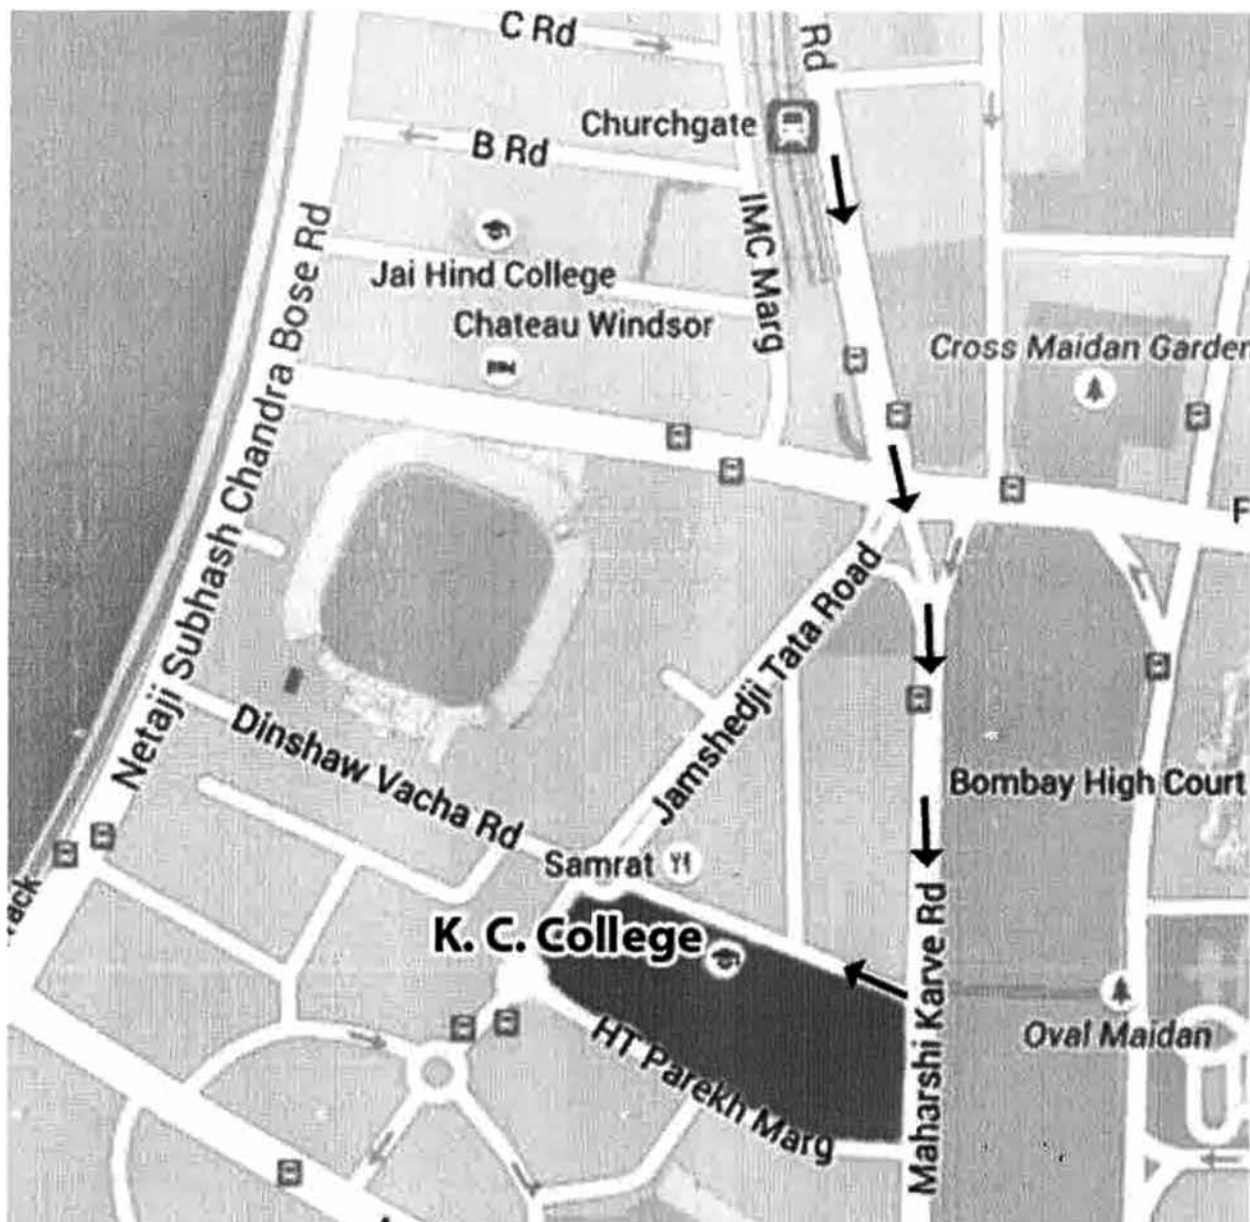 C Rd
Rd
Churchgate
B Rd
IMC Marg
Jai Hind College
Chateau Windsor
Cross Maidan Garden
Netaji Subhash Chandra Bose Rd
F
Jamshedji Tata Road
Dinshaw Vacha Rd
Bombay High Court
Samrat
K. C. College
Maharshi Karve Rd
HT Parekh Marg
Oval Maidan